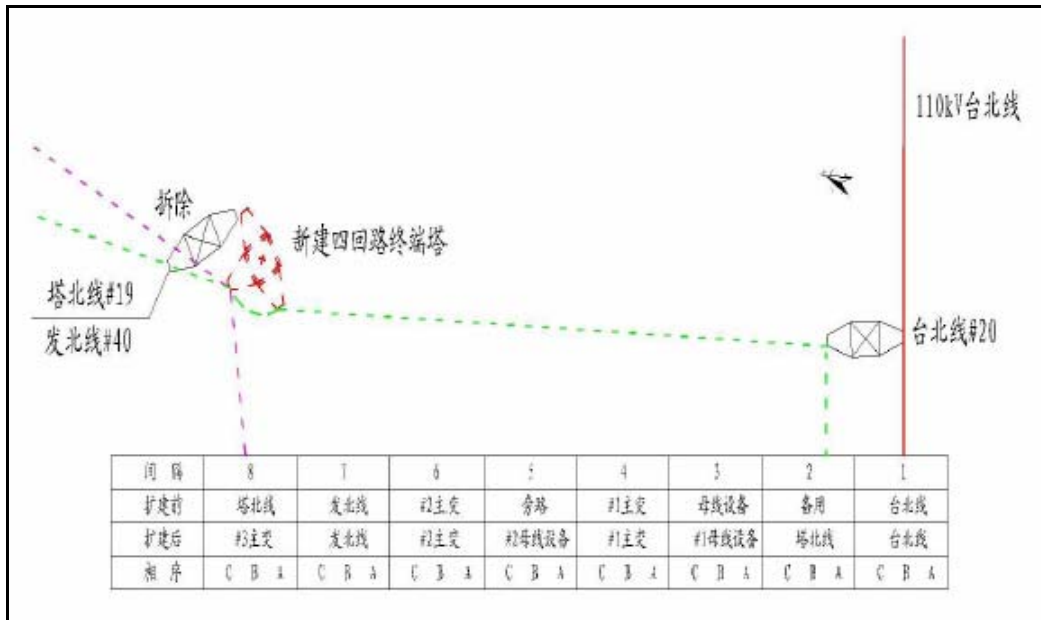 110kV台北线
拆除
新建四回路终端塔
塔北线#19
发北线#40
台北线#20
间 隔 8 7 6 5 4 3 2 1
扩建前 塔北线 发北线 #2主变 旁路 #1主变 母线设备 备用 台北线
扩建后 #3主变 发北线 #2主变 #2母线设备 #1主变 #1母线设备 塔北线 台北线
相 序 C B A C B A C B A C B A C B A C B A C B A C B A